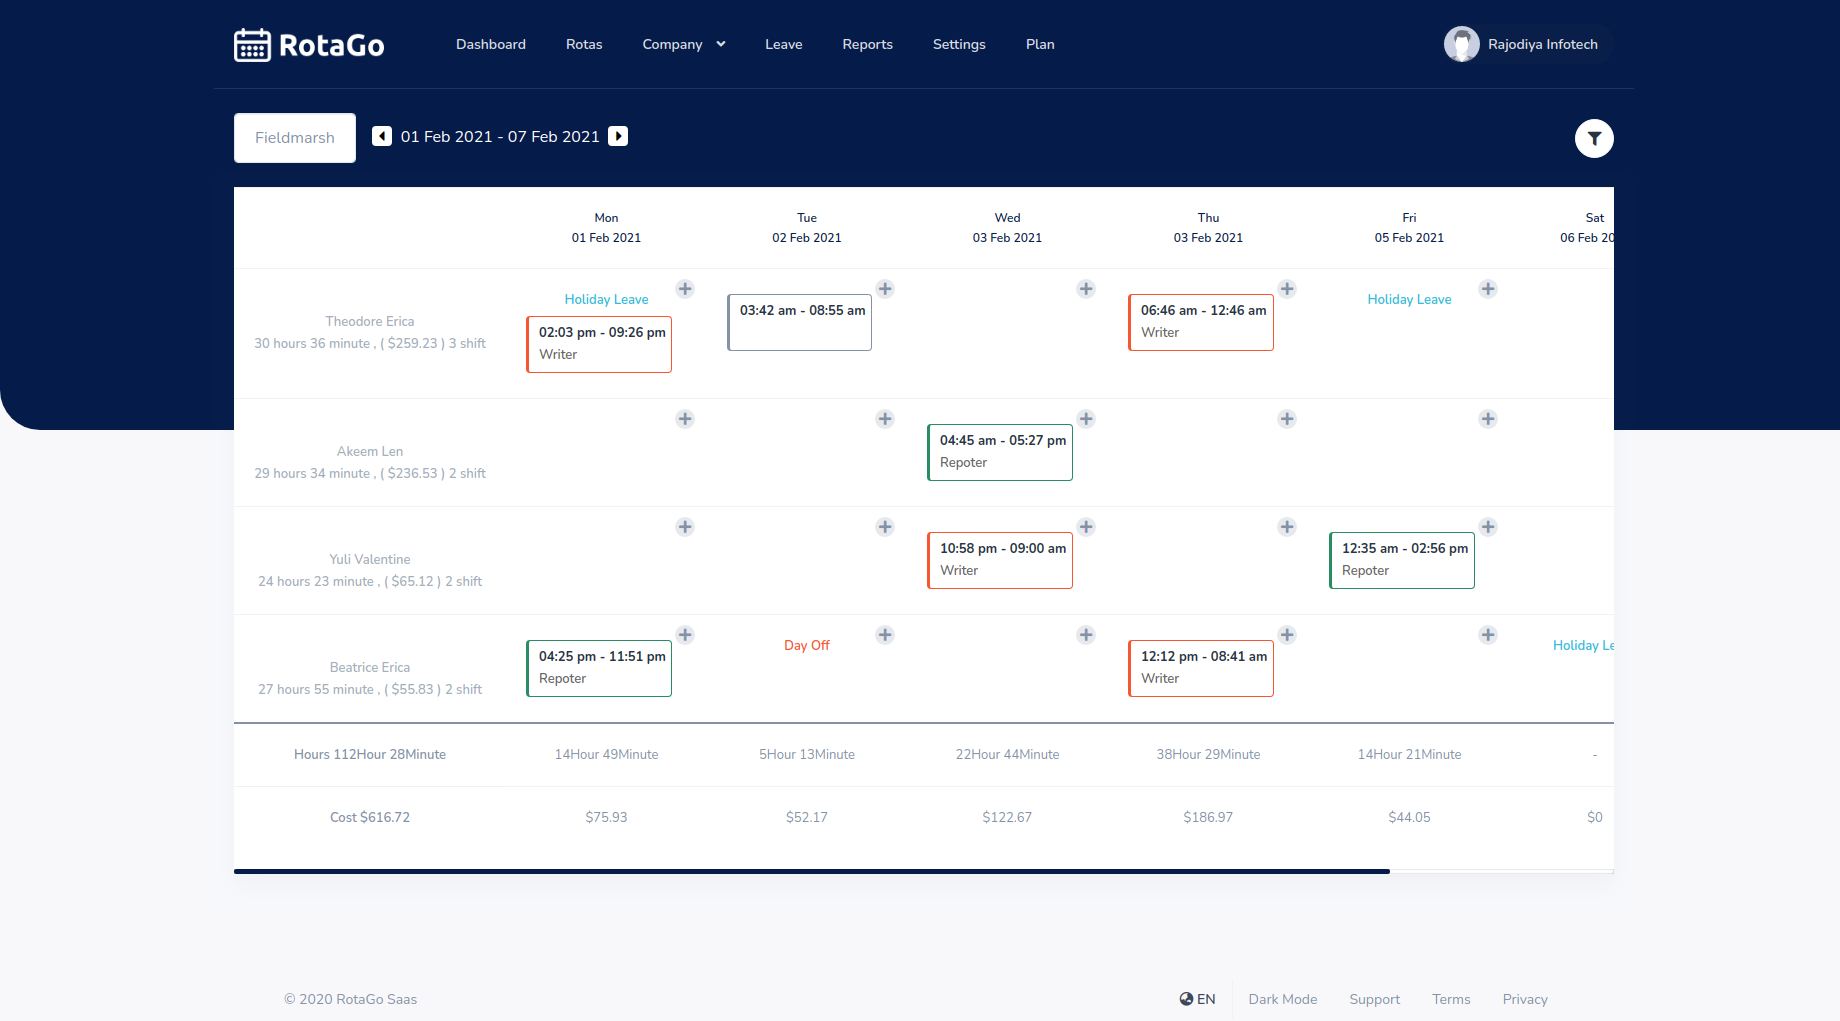 RotaGo
Dashboard
Rotas
Company
Leave
Reports
Settings
Plan
Rajodiya Infotech
Fieldmarsh
01 Feb 2021 - 07 Feb 2021
Mon
01 Feb 2021
Tue
02 Feb 2021
Wed
03 Feb 2021
Thu
03 Feb 2021
Fri
05 Feb 2021
Sat
06 Feb 20
Theodore Erica
30 hours 36 minute , ( $259.23 ) 3 shift
Holiday Leave
02:03 pm - 09:26 pm
Writer
03:42 am - 08:55 am
06:46 am - 12:46 am
Writer
Holiday Leave
Akeem Len
29 hours 34 minute , ( $236.53 ) 2 shift
04:45 am - 05:27 pm
Repoter
Yuli Valentine
24 hours 23 minute , ( $65.12 ) 2 shift
10:58 pm - 09:00 am
Writer
12:35 am - 02:56 pm
Repoter
Beatrice Erica
27 hours 55 minute , ( $55.83 ) 2 shift
04:25 pm - 11:51 pm
Repoter
Day Off
12:12 pm - 08:41 am
Writer
Holiday Le
Hours 112Hour 28Minute
14Hour 49Minute
5Hour 13Minute
22Hour 44Minute
38Hour 29Minute
14Hour 21Minute
-
Cost $616.72
$75.93
$52.17
$122.67
$186.97
$44.05
$0
© 2020 RotaGo Saas
EN
Dark Mode
Support
Terms
Privacy